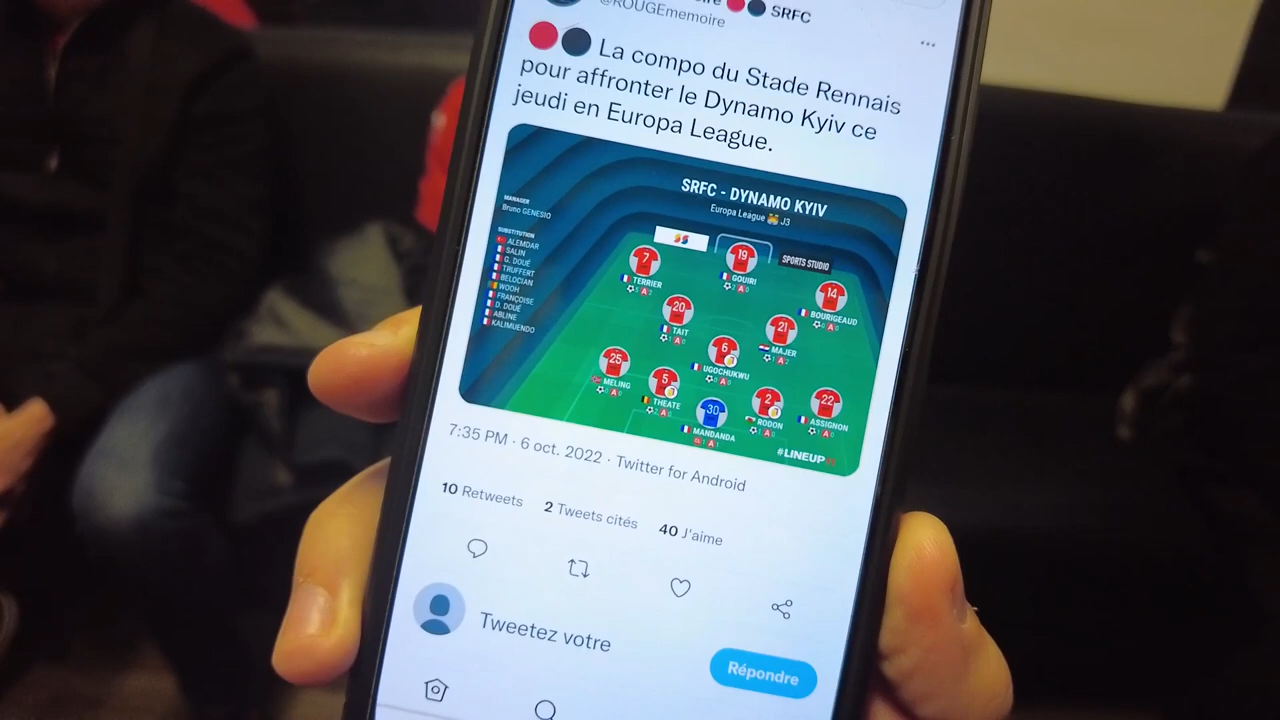 SRFC
@ROUGEmemoire
La compo du Stade Rennais
pour affronter le Dynamo Kyiv ce
jeudi en Europa League.
SRFC - DYNAMO KYIV
Europa League J3
MANAGER
Bruno GENESIO
SUBSTITUTION
ALEMDAR
SALIN
G. DOUÉ
TRUFFERT
BELOCIAN
WOOH
FRANÇOISE
D. DOUÉ
ABLINE
KALIMUENDO
SPORTS STUDIO
7
TERRIER
19
GOUIRI
14
BOURIGEAUD
20
TAIT
21
MAJER
6
UGOCHUKWU
25
MELING
5
THEATE
30
MANDANDA
2
RODON
22
ASSIGNON
#LINEUP
7:35 PM · 6 oct. 2022 · Twitter for Android
10 Retweets 2 Tweets cités 40 J'aime
Tweetez votre
Répondre